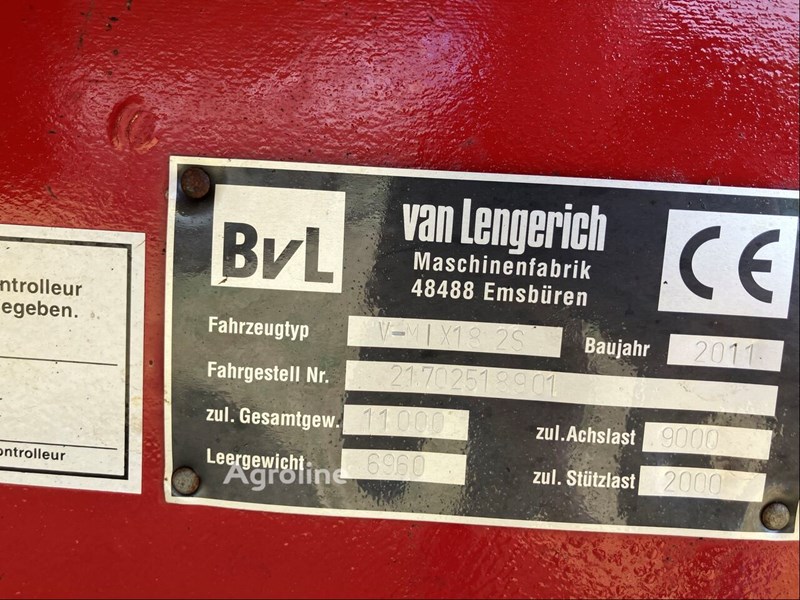 ntrolleur
egeben.
ontrolleur
BvL
van Lengerich
Maschinenfabrik
48488 Emsbüren
CE
Fahrzeugtyp V-MIX18 2S
Baujahr 2011
Fahrgestell Nr. 21702518901
zul. Gesamtgew. 11000
zul. Achslast 9000
Leergewicht 6960
zul. Stützlast 2000
Agroline